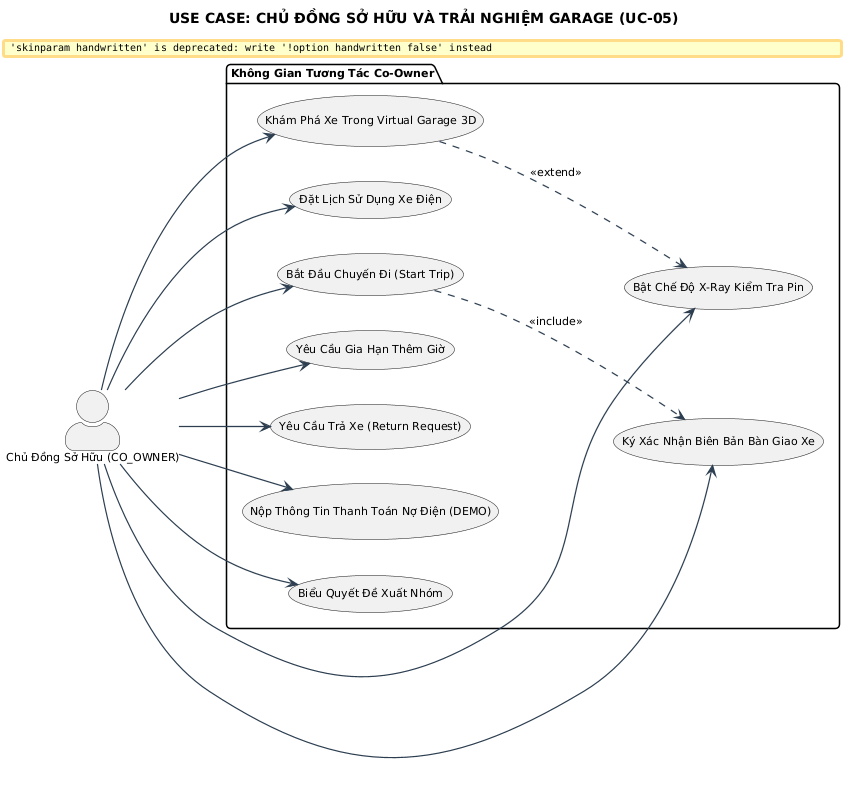 USE CASE: CHỦ ĐỒNG SỞ HỮU VÀ TRẢI NGHIỆM GARAGE (UC-05)
'skinparam handwritten' is deprecated: write '!option handwritten false' instead
Không Gian Tương Tác Co-Owner
Khám Phá Xe Trong Virtual Garage 3D
«extend»
Đặt Lịch Sử Dụng Xe Điện
Bắt Đầu Chuyến Đi (Start Trip)
Bật Chế Độ X-Ray Kiểm Tra Pin
«include»
Yêu Cầu Gia Hạn Thêm Giờ
Yêu Cầu Trả Xe (Return Request)
Ký Xác Nhận Biên Bản Bàn Giao Xe
Chủ Đồng Sở Hữu (CO_OWNER)
Nộp Thông Tin Thanh Toán Nợ Điện (DEMO)
Biểu Quyết Đề Xuất Nhóm